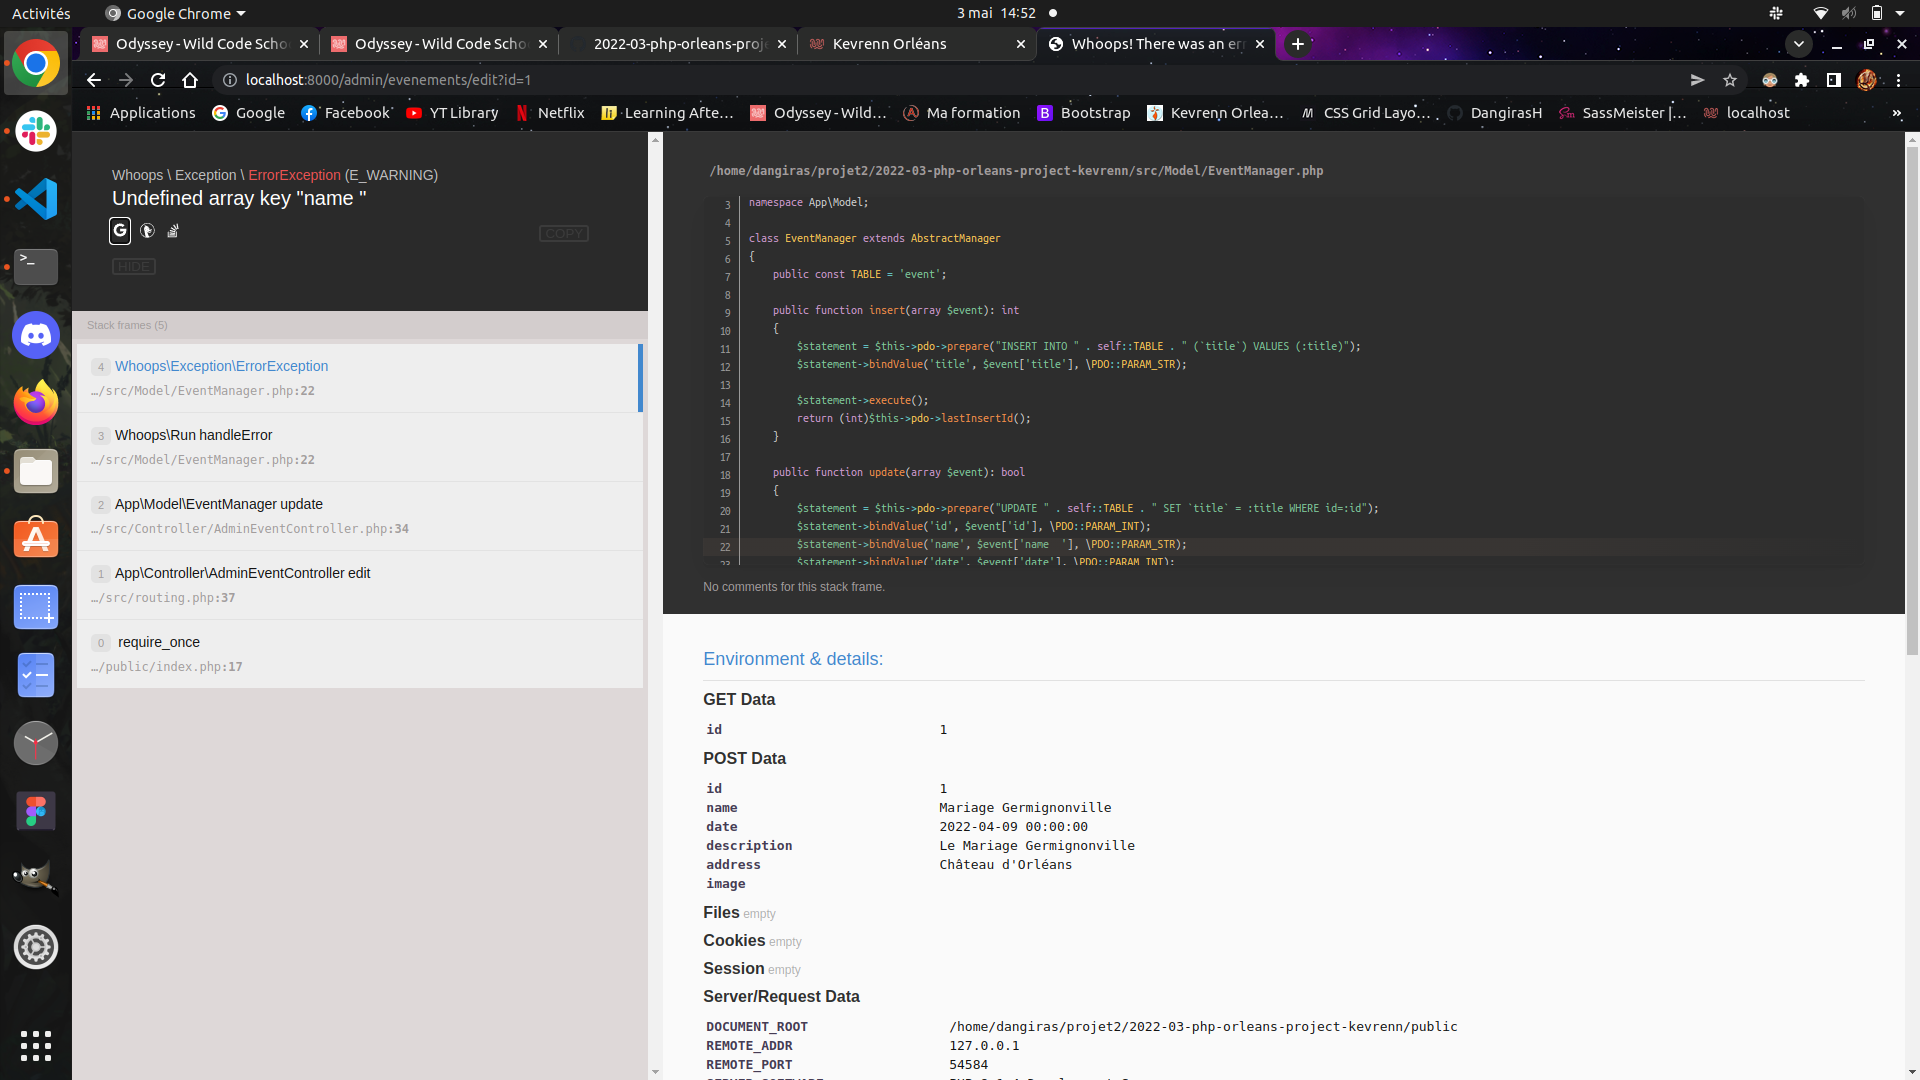 Activités
Google Chrome
3 mai 14:52
Odyssey - Wild Code Scho
Odyssey - Wild Code Scho
2022-03-php-orleans-proj
Kevrenn Orléans
Whoops! There was an err
localhost:8000/admin/evenements/edit?id=1
Applications
Google
Facebook
YT Library
Netflix
Learning Afte…
Odyssey - Wild…
Ma formation
Bootstrap
Kevrenn Orlea…
CSS Grid Layo…
DangirasH
SassMeister |…
localhost
»
Whoops \ Exception \ ErrorException (E_WARNING)
Undefined array key "name "
COPY
HIDE
Stack frames (5)
4 Whoops\Exception\ErrorException
…/src/Model/EventManager.php:22
3 Whoops\Run handleError
…/src/Model/EventManager.php:22
2 App\Model\EventManager update
…/src/Controller/AdminEventController.php:34
1 App\Controller\AdminEventController edit
…/src/routing.php:37
0 require_once
…/public/index.php:17
/home/dangiras/projet2/2022-03-php-orleans-project-kevrenn/src/Model/EventManager.php
3 namespace App\Model;
4
5 class EventManager extends AbstractManager
6 {
7 public const TABLE = 'event';
8
9 public function insert(array $event): int
10 {
11 $statement = $this->pdo->prepare("INSERT INTO " . self::TABLE . " (`title`) VALUES (:title)");
12 $statement->bindValue('title', $event['title'], \PDO::PARAM_STR);
13
14 $statement->execute();
15 return (int)$this->pdo->lastInsertId();
16 }
17
18 public function update(array $event): bool
19 {
20 $statement = $this->pdo->prepare("UPDATE " . self::TABLE . " SET `title` = :title WHERE id=:id");
21 $statement->bindValue('id', $event['id'], \PDO::PARAM_INT);
22 $statement->bindValue('name', $event['name  '], \PDO::PARAM_STR);
23 $statement->bindValue('date', $event['date'], \PDO::PARAM_INT);
No comments for this stack frame.
Environment & details:
GET Data
id 1
POST Data
id 1
name Mariage Germignonville
date 2022-04-09 00:00:00
description Le Mariage Germignonville
address Château d'Orléans
image
Files empty
Cookies empty
Session empty
Server/Request Data
DOCUMENT_ROOT /home/dangiras/projet2/2022-03-php-orleans-project-kevrenn/public
REMOTE_ADDR 127.0.0.1
REMOTE_PORT 54584